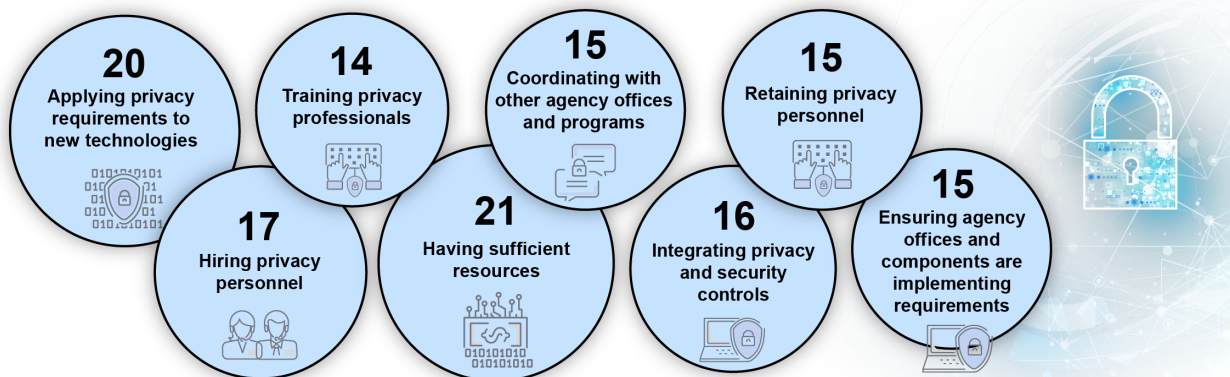 20
Applying privacy
requirements to
new technologies
17
Hiring privacy
personnel
14
Training privacy
professionals
21
Having sufficient
resources
15
Coordinating with
other agency offices
and programs
16
Integrating privacy
and security
controls
15
Retaining privacy
personnel
15
Ensuring agency
offices and
components are
implementing
requirements
010101010
010101010